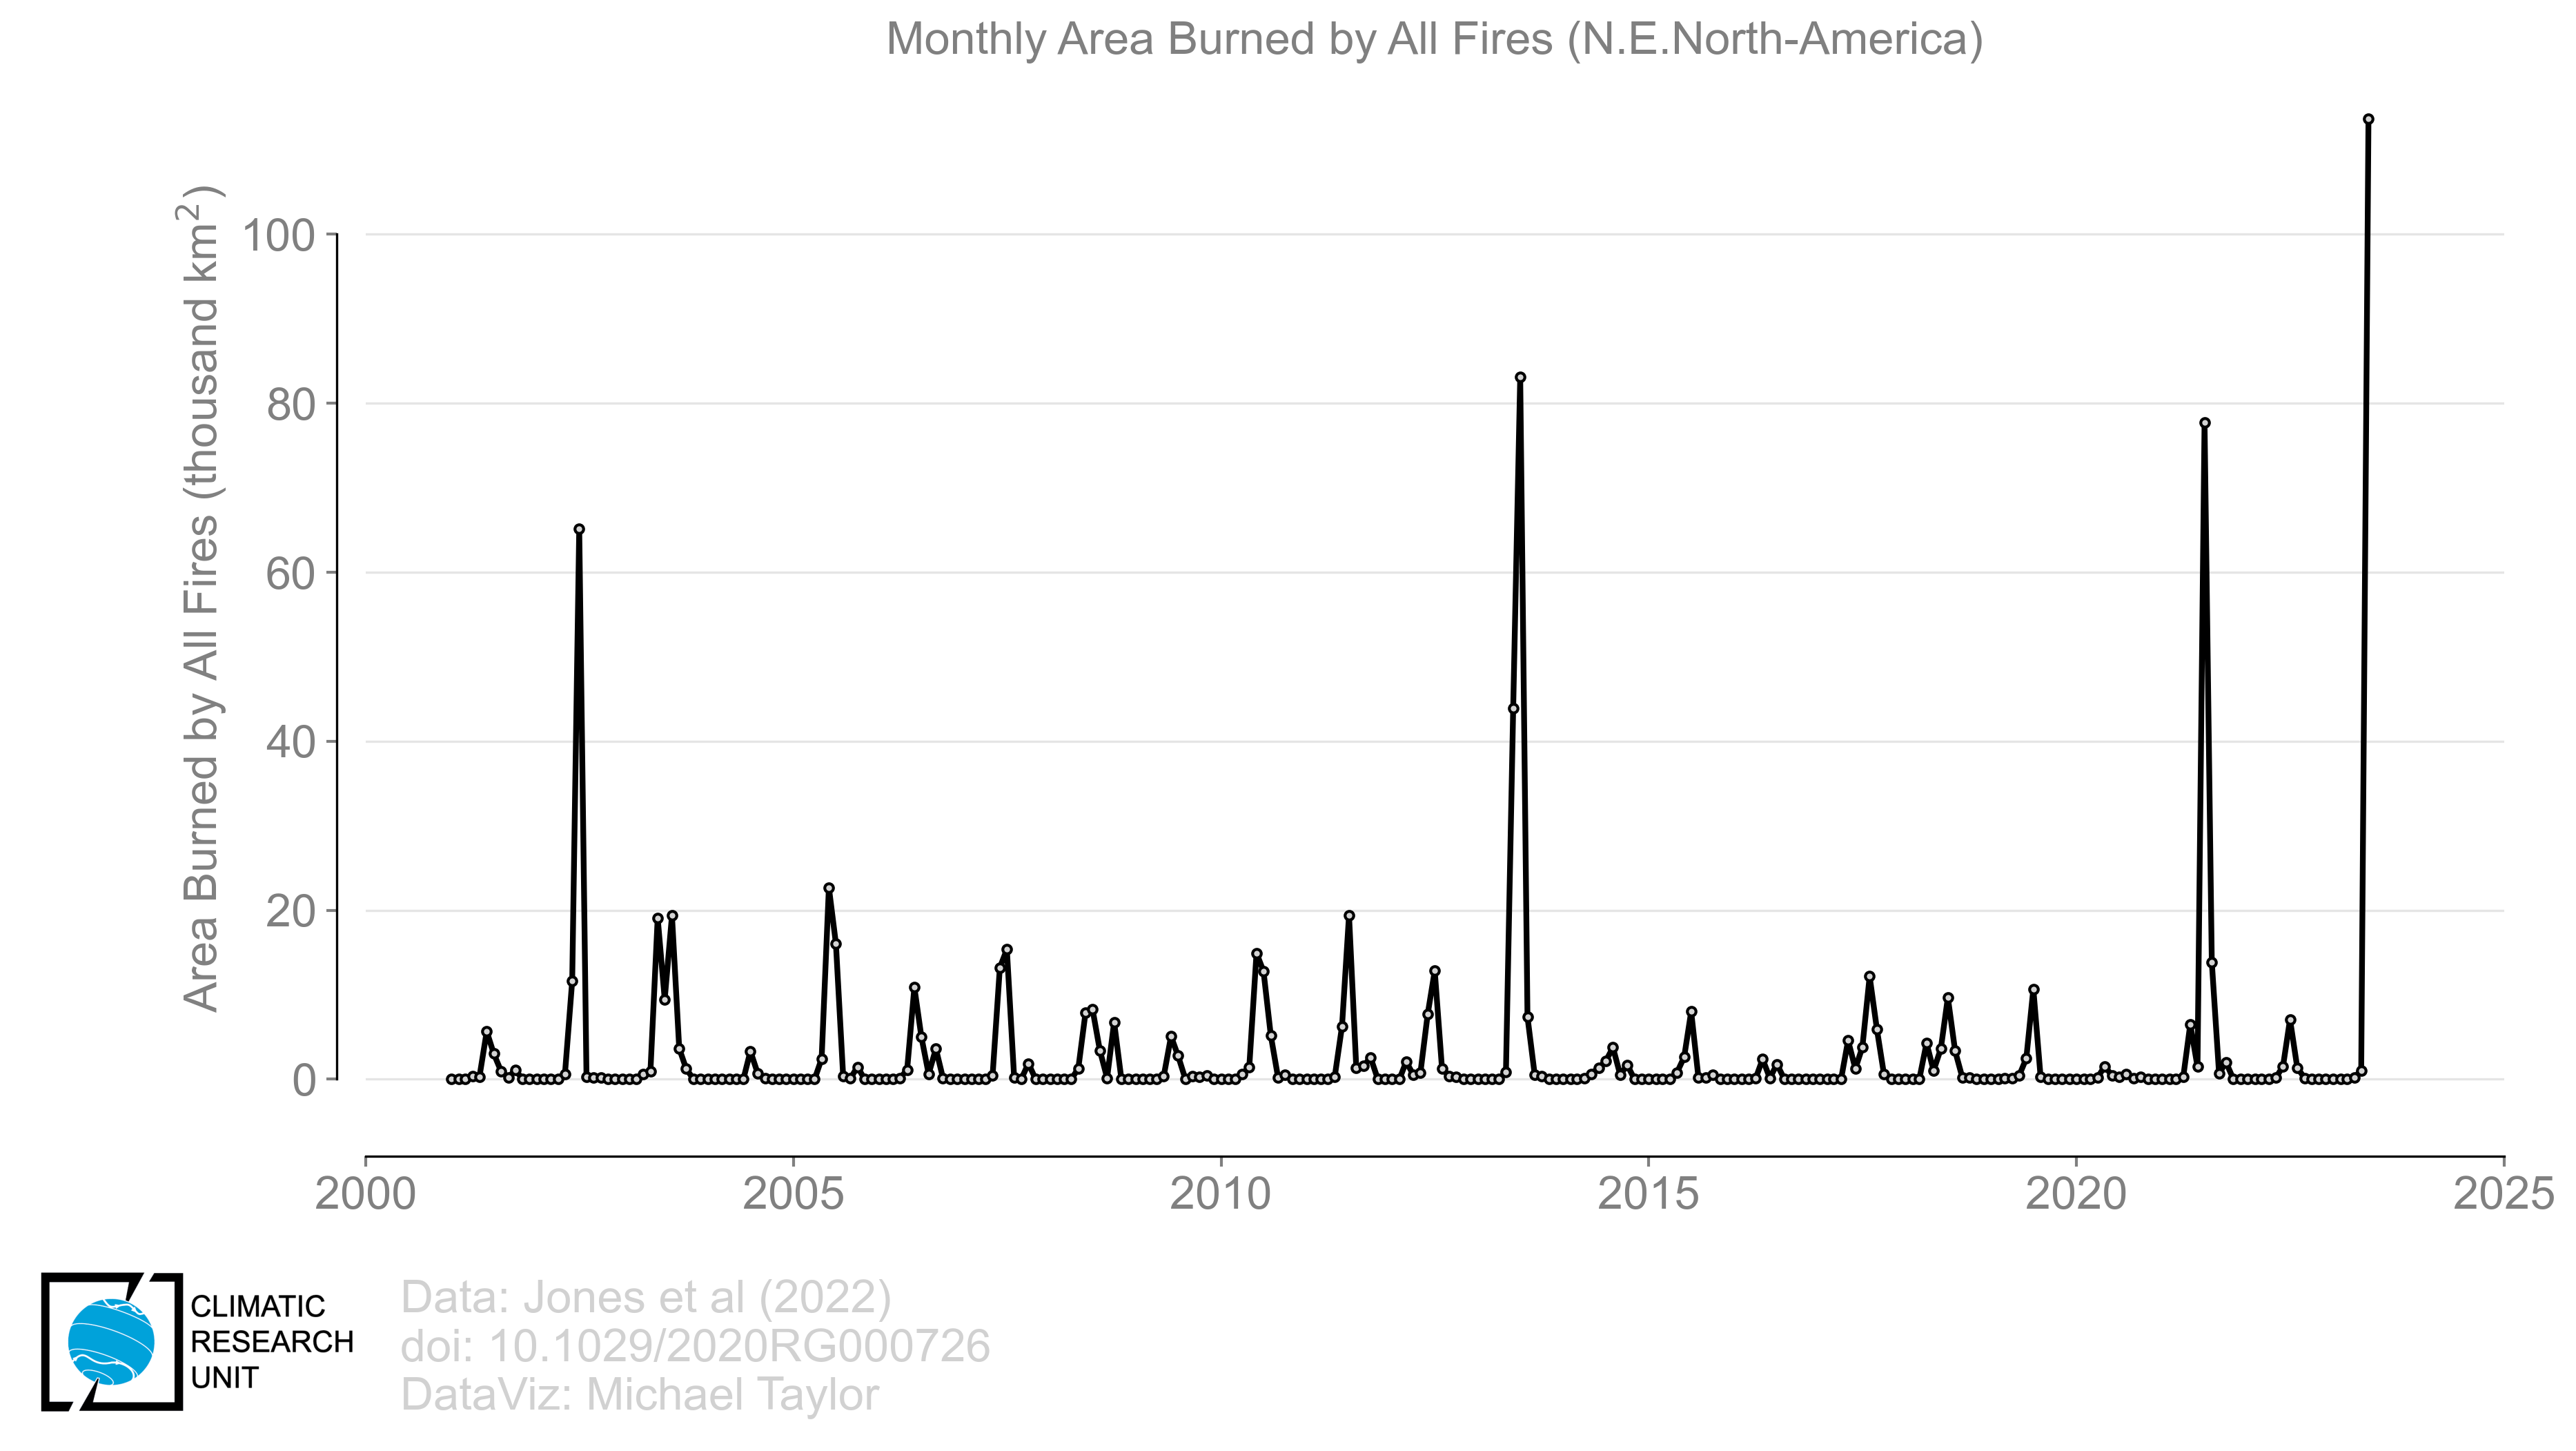 Monthly Area Burned by All Fires (N.E.North-America)
Area Burned by All Fires (thousand km²)
100
80
60
40
20
0
2000 2005 2010 2015 2020 2025
CLIMATIC
RESEARCH
UNIT
Data: Jones et al (2022)
doi: 10.1029/2020RG000726
DataViz: Michael Taylor